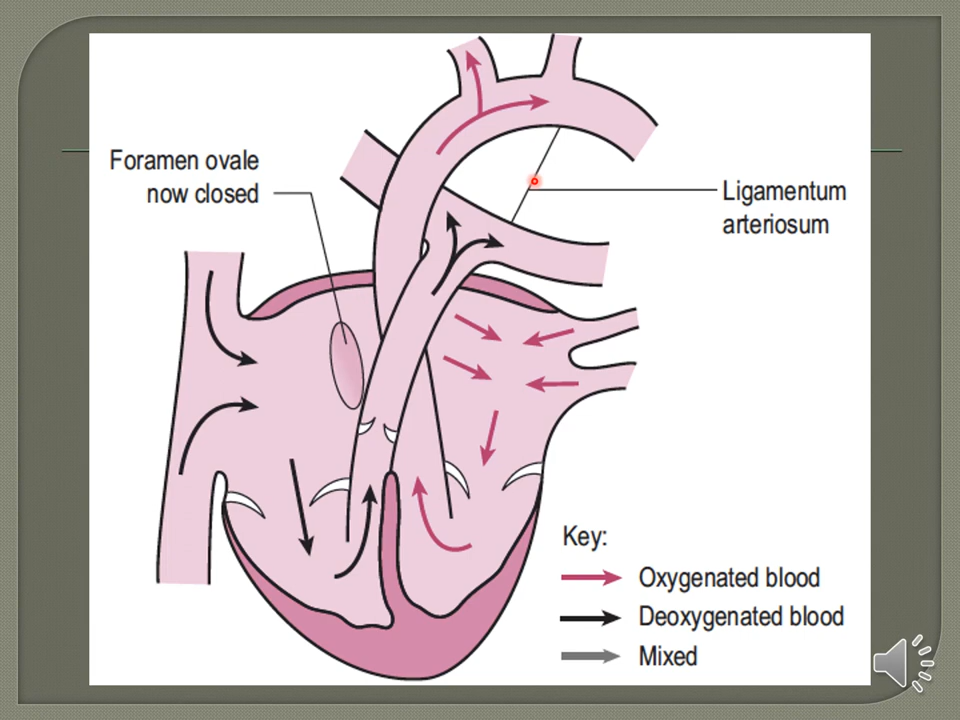 Foramen ovale
now closed
Ligamentum
arteriosum
Key:
Oxygenated blood
Deoxygenated blood
Mixed